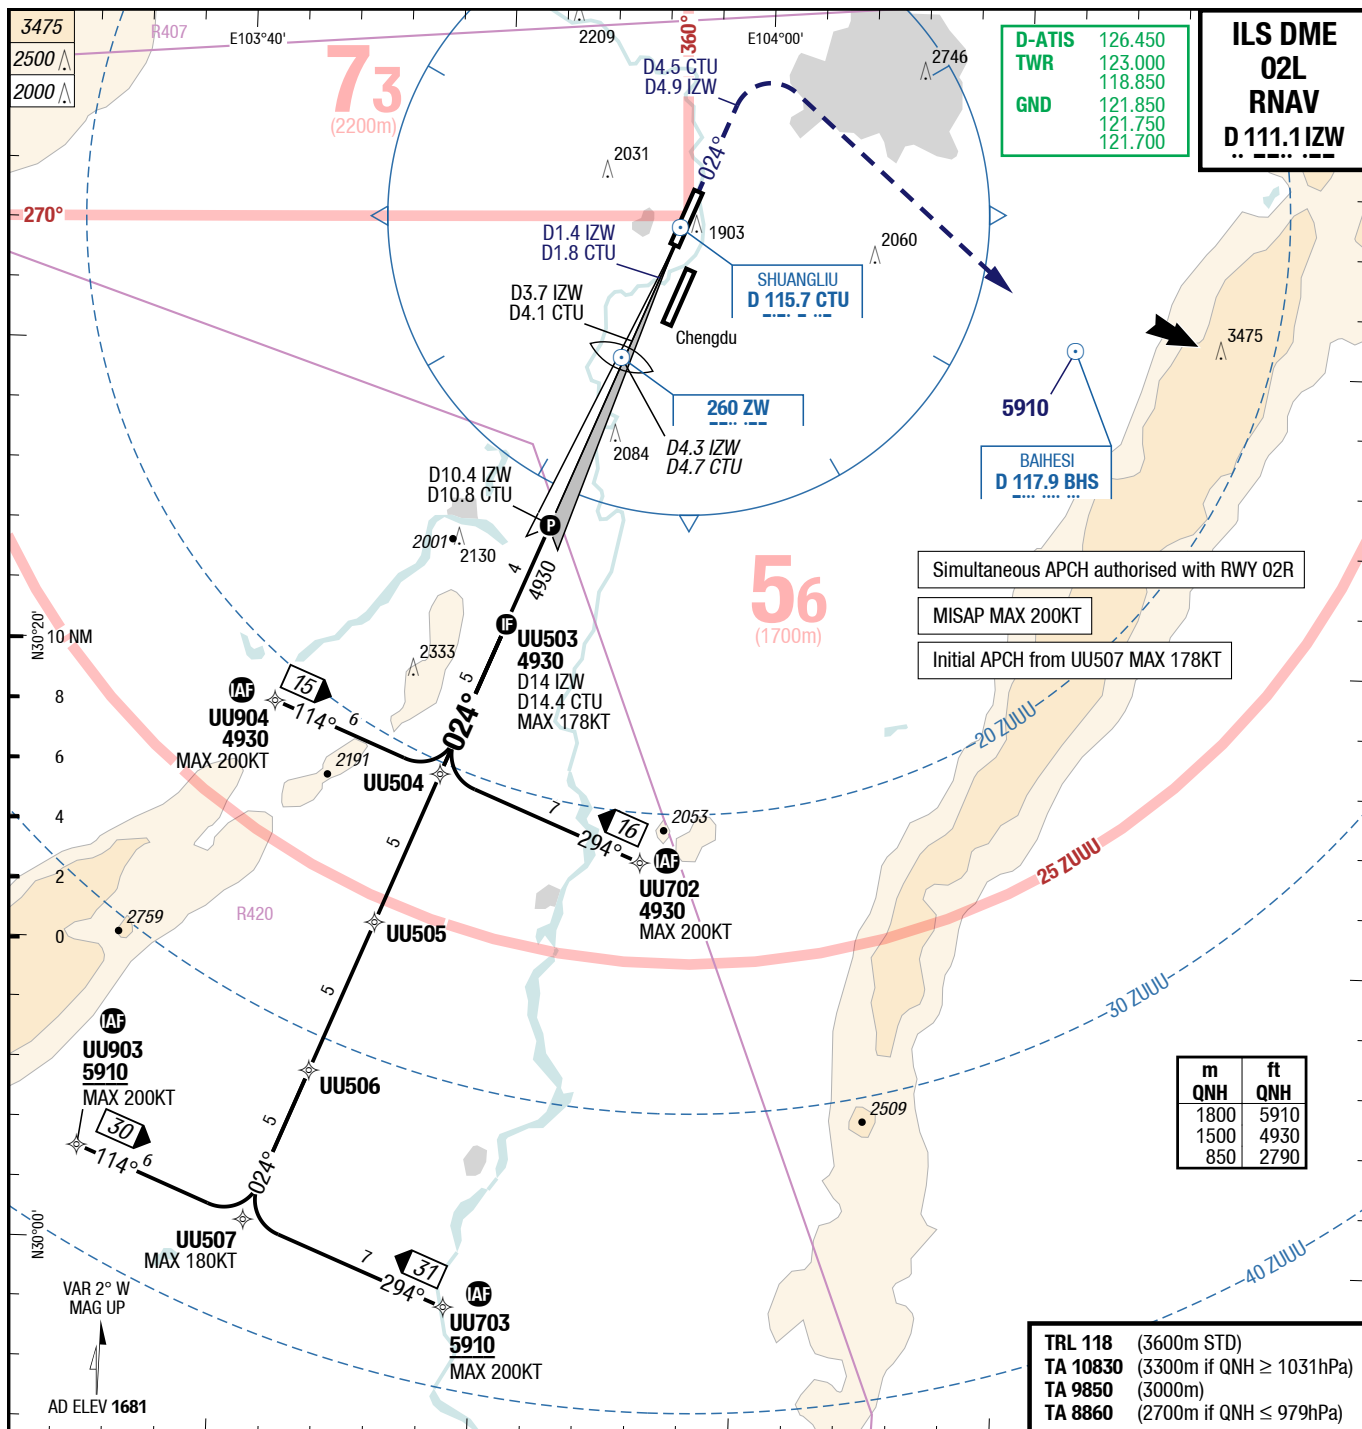 3475
2500
2000
R407
E103°40'
2209
360°
E104°00'
2746
D-ATIS 126.450
TWR 123.000
118.850
GND 121.850
121.750
121.700
ILS DME
02L
RNAV
D 111.1 IZW
73
(2200m)
D4.5 CTU
D4.9 IZW
2031
024°
270°
1903
2060
D1.4 IZW
D1.8 CTU
SHUANGLIU
D 115.7 CTU
D3.7 IZW
D4.1 CTU
Chengdu
3475
5910
260 ZW
BAIHESI
D 117.9 BHS
2084
D4.3 IZW
D4.7 CTU
D10.4 IZW
D10.8 CTU
P
2001
2130
4
4930
56
(1700m)
Simultaneous APCH authorised with RWY 02R
MISAP MAX 200KT
Initial APCH from UU507 MAX 178KT
N30°20'
10 NM
8
6
4
2
0
IF
UU503
4930
D14 IZW
D14.4 CTU
MAX 178KT
2333
5
024°
IAF
UU904
4930
MAX 200KT
15
114°
6
2191
UU504
20 ZUUU
7
16
294°
2053
IAF
UU702
4930
MAX 200KT
25 ZUUU
5
2759
R420
UU505
30 ZUUU
5
IAF
UU903
5910
MAX 200KT
UU506
30
114°
6
5
024°
2509
m ft
QNH QNH
1800 5910
1500 4930
850 2790
N30°00'
UU507
MAX 180KT
7
31
294°
IAF
UU703
5910
MAX 200KT
40 ZUUU
VAR 2° W
MAG UP
AD ELEV 1681
TRL 118 (3600m STD)
TA 10830 (3300m if QNH ≥ 1031hPa)
TA 9850 (3000m)
TA 8860 (2700m if QNH ≤ 979hPa)